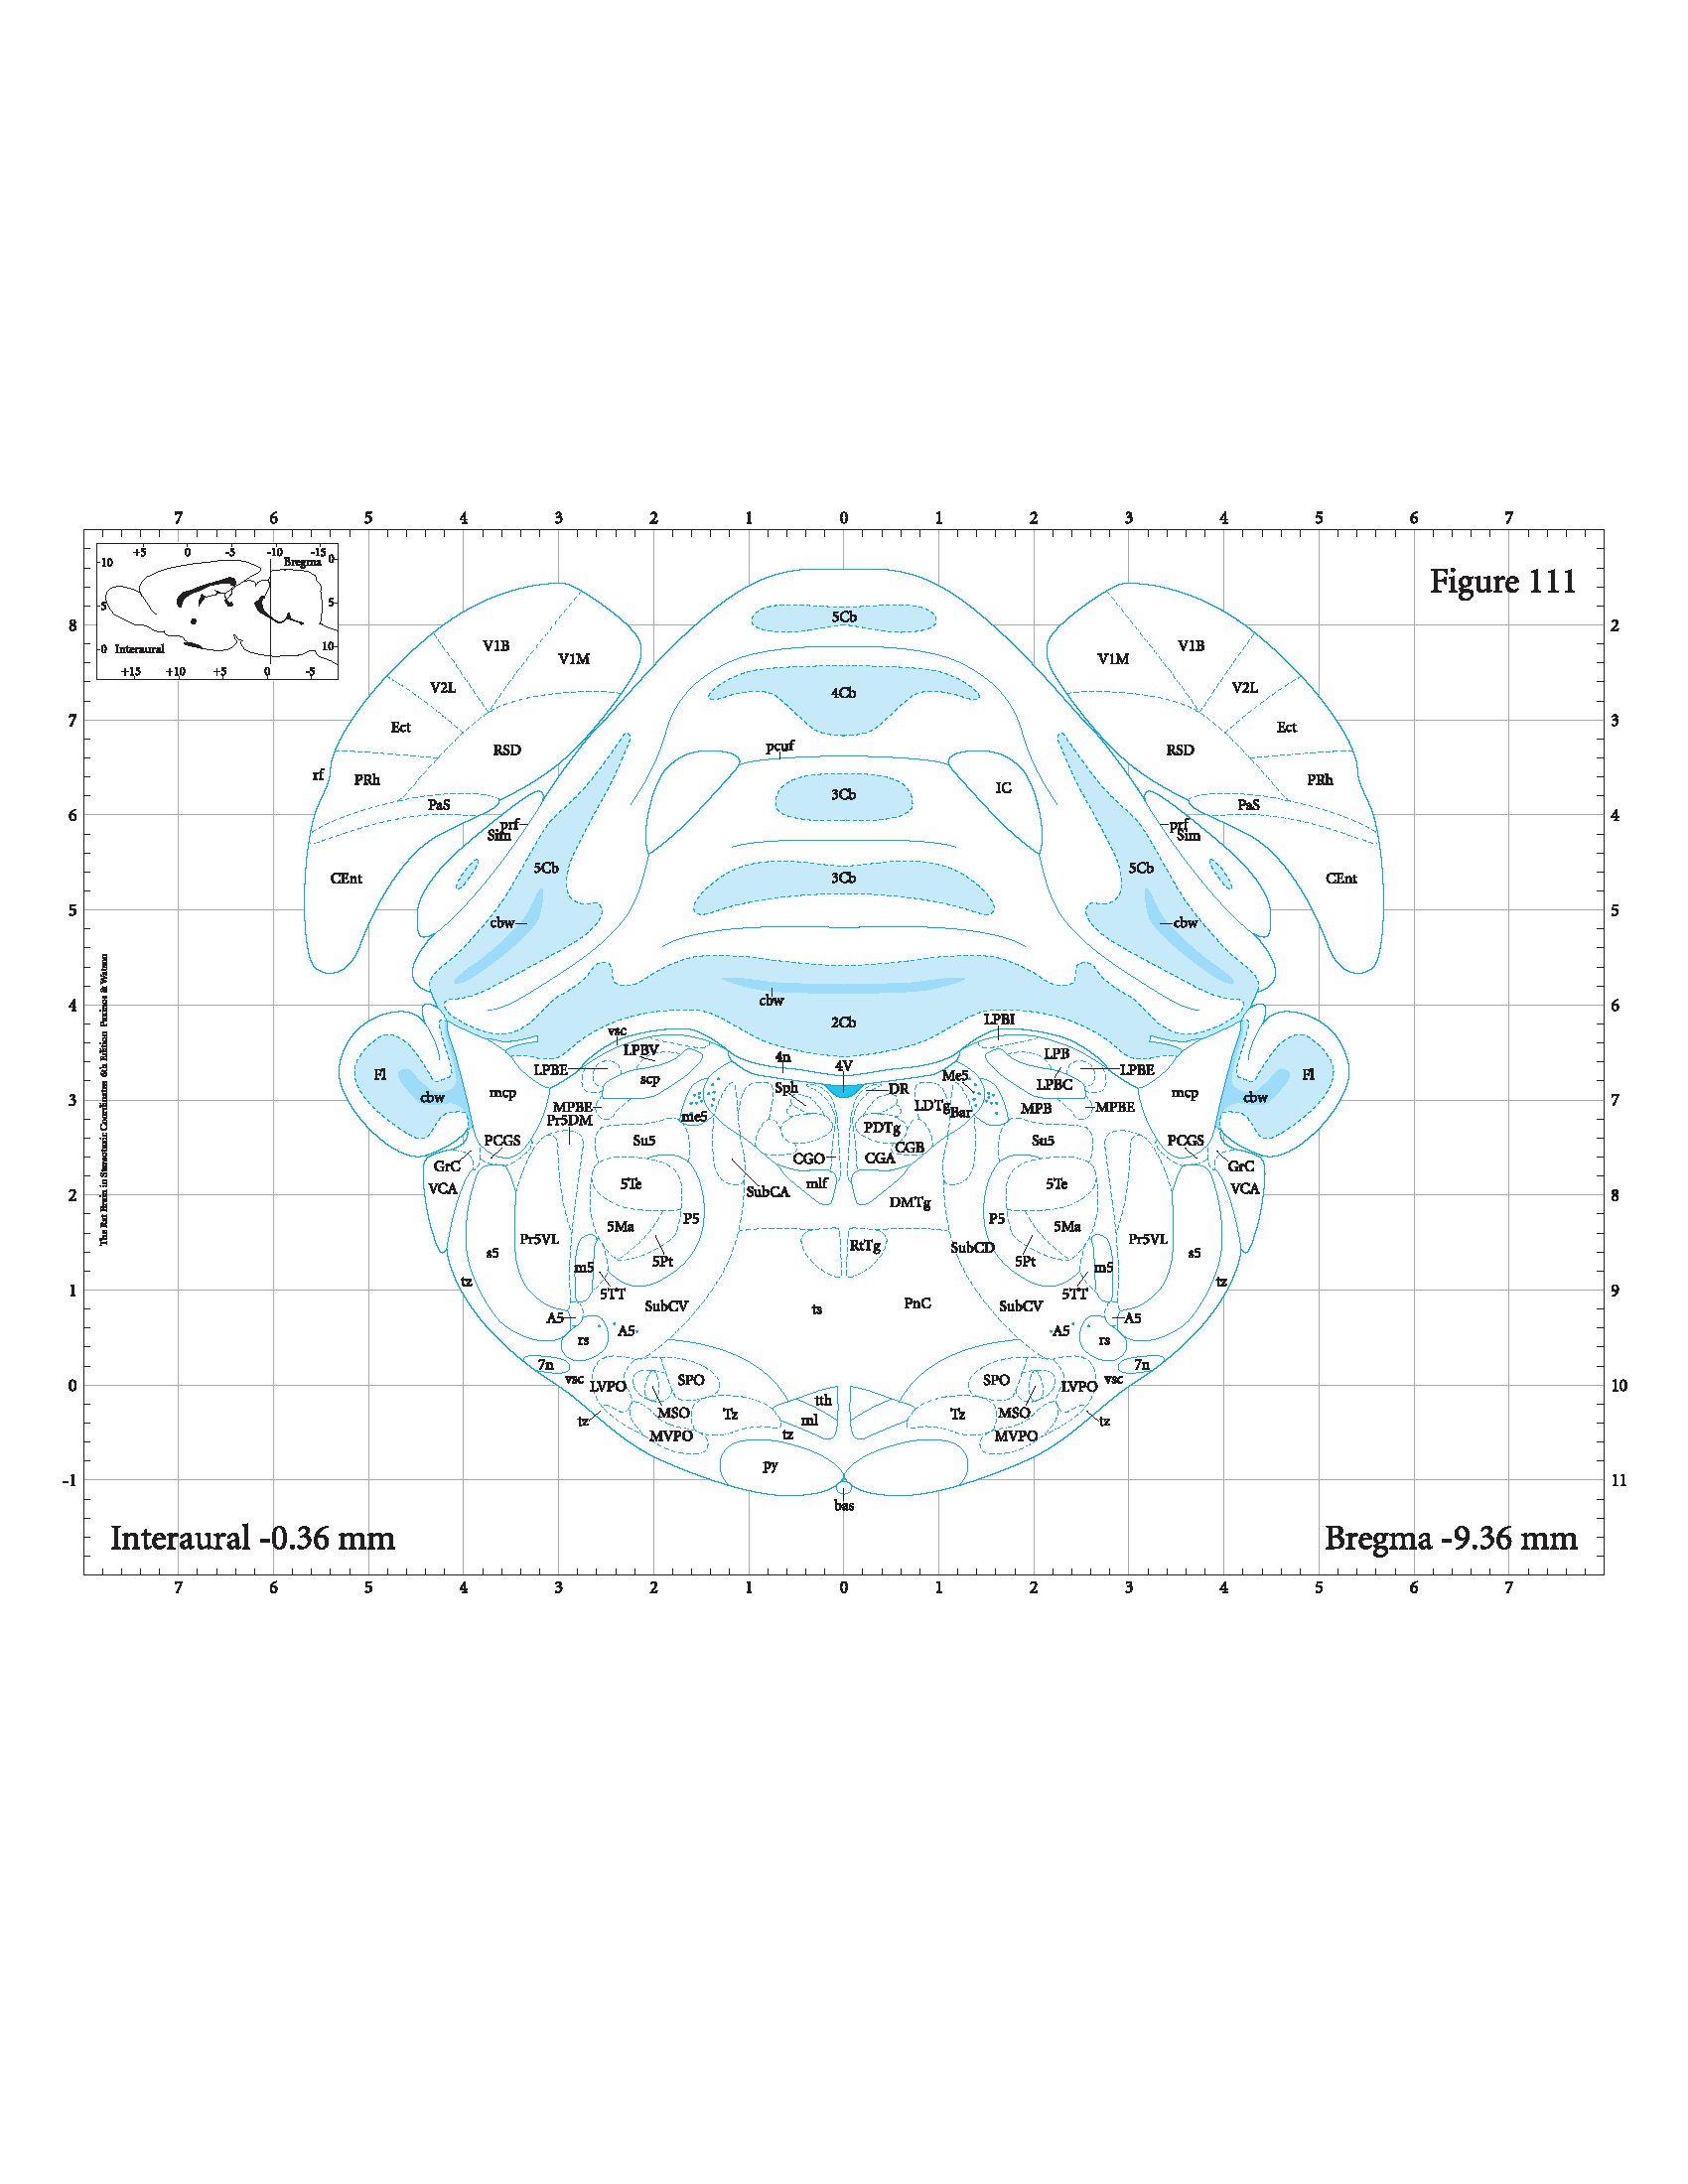 7 6 5 4 3 2 1 0 1 2 3 4 5 6 7
+5 0 -5 -10 -15
Bregma 0
10
5 5
0 Interaural 10
+15 +10 +5 0 -5
Figure 111
5Cb
8 2
V1B V1B
V1M V1M
V2L 4Cb V2L
7 3
Ect Ect
pcuf
RSD RSD
rf PRh IC PRh
3Cb
PaS PaS
6 4
prf prf
Sim Sim
5Cb 5Cb
CEnt 3Cb CEnt
5 5
cbw cbw
The Rat Brain in Stereotaxic Coordinates 6th Edition Paxinos & Watson
4 6
cbw
2Cb LPBI
vsc
LPBV 4n 4V LPB
LPBE LPBE
Fl scp Sph DR Me5 LPBC Fl
cbw mcp mcp cbw
3 7
MPBE me5 LDTg Bar MPB MPBE
Pr5DM PDTg
PCGS Su5 CGB Su5 PCGS
GrC CGO CGA GrC
VCA 5Te mlf 5Te VCA
2 8
SubCA DMTg
5Ma P5 P5 5Ma
Pr5VL RtTg SubCD Pr5VL
s5 5Pt 5Pt s5
m5 m5
tz tz
1 9
5TT 5TT
SubCV ts PnC SubCV
A5 A5
A5 A5
rs rs
7n 7n
vsc vsc
LVPO SPO SPO LVPO
0 10
tth
MSO Tz ml Tz MSO
tz tz
MVPO tz MVPO
py
-1 11
bas
Interaural -0.36 mm
Bregma -9.36 mm
7 6 5 4 3 2 1 0 1 2 3 4 5 6 7